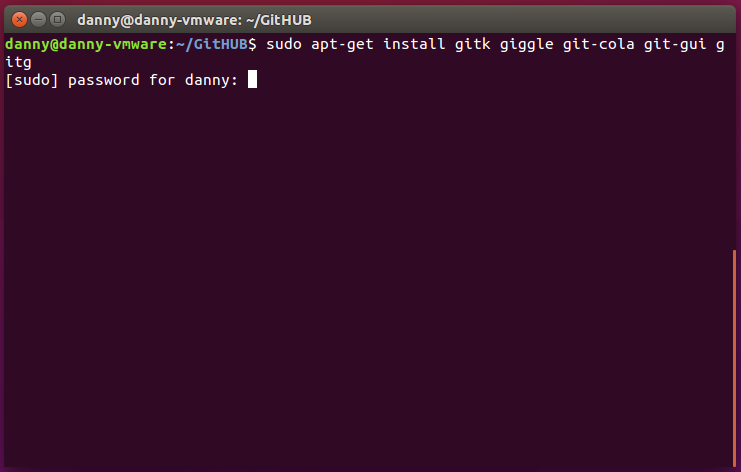 danny@danny-vmware: ~/GitHUB
danny@danny-vmware:~/GitHUB$ sudo apt-get install gitk giggle git-cola git-gui g
itg
[sudo] password for danny: